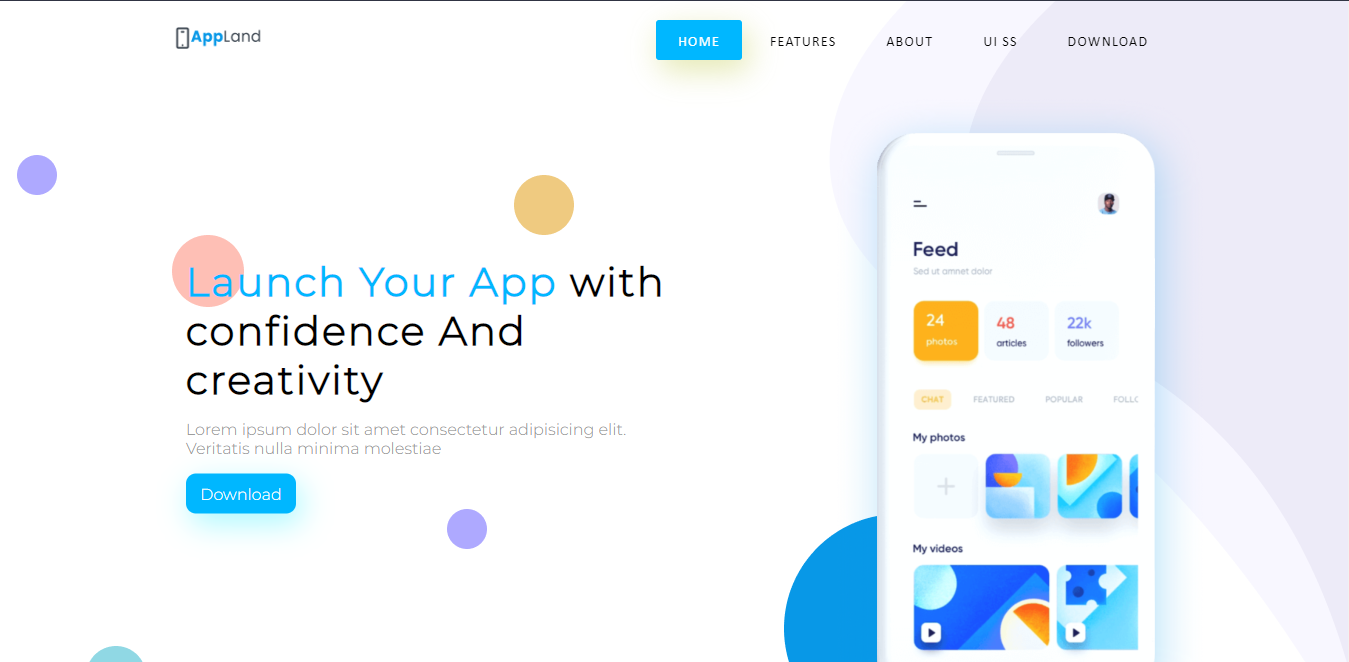 AppLand
HOME FEATURES ABOUT UI SS DOWNLOAD
Launch Your App with
confidence And
creativity
Lorem ipsum dolor sit amet consectetur adipisicing elit.
Veritatis nulla minima molestiae
Download
Feed
Sed ut amnet dolor
24 48 22k
photos articles followers
CHAT FEATURED POPULAR FOLLC
My photos
+
My videos